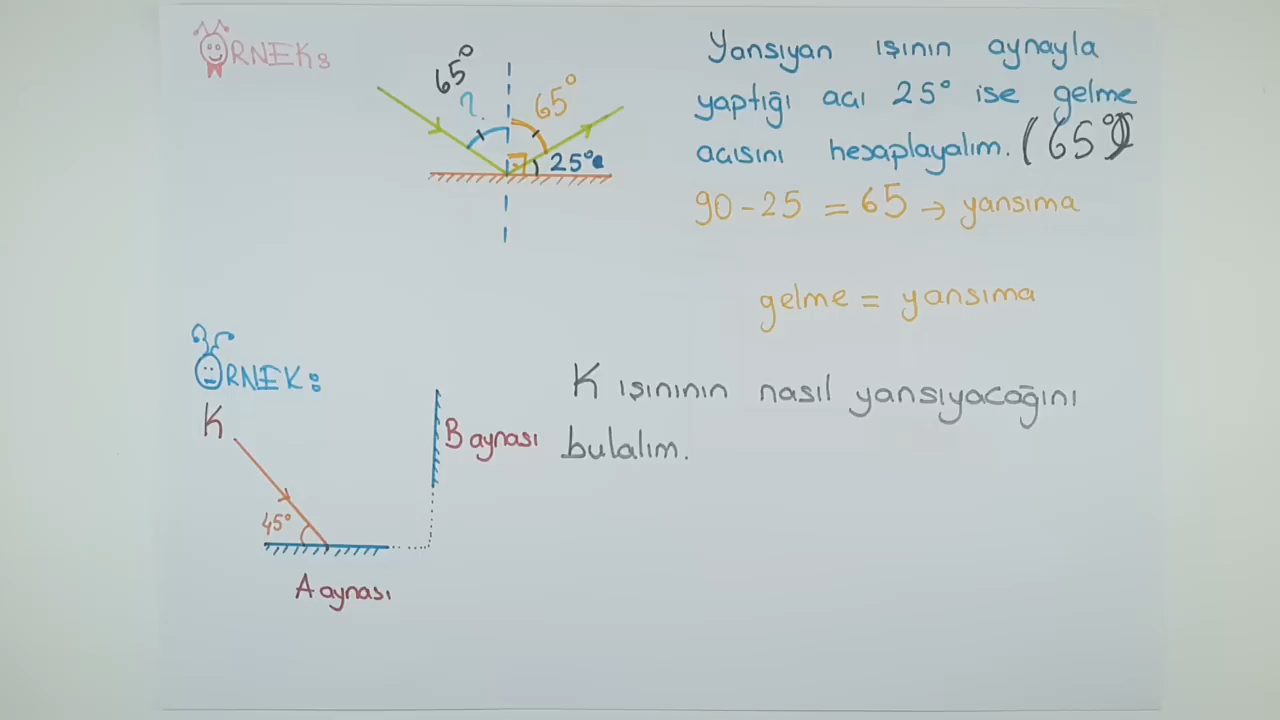 ÖRNEK:
65°
?
65°
25°
Yansıyan ışının aynayla
yaptığı açı 25° ise gelme
açısını hesaplayalım. (65°)
90 - 25 = 65 → yansıma
gelme = yansıma
ÖRNEK:
K
45°
A aynası
B aynası
K ışınının nasıl yansıyacağını
bulalım.